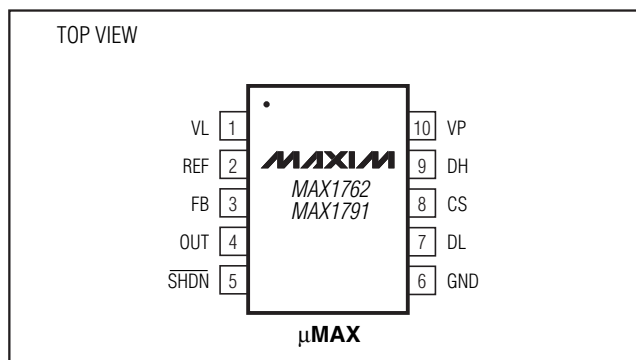 TOP VIEW
VL 1
REF 2
FB 3
OUT 4
S̅H̅D̅N̅ 5
MAXIM
MAX1762
MAX1791
10 VP
9 DH
8 CS
7 DL
6 GND
μMAX